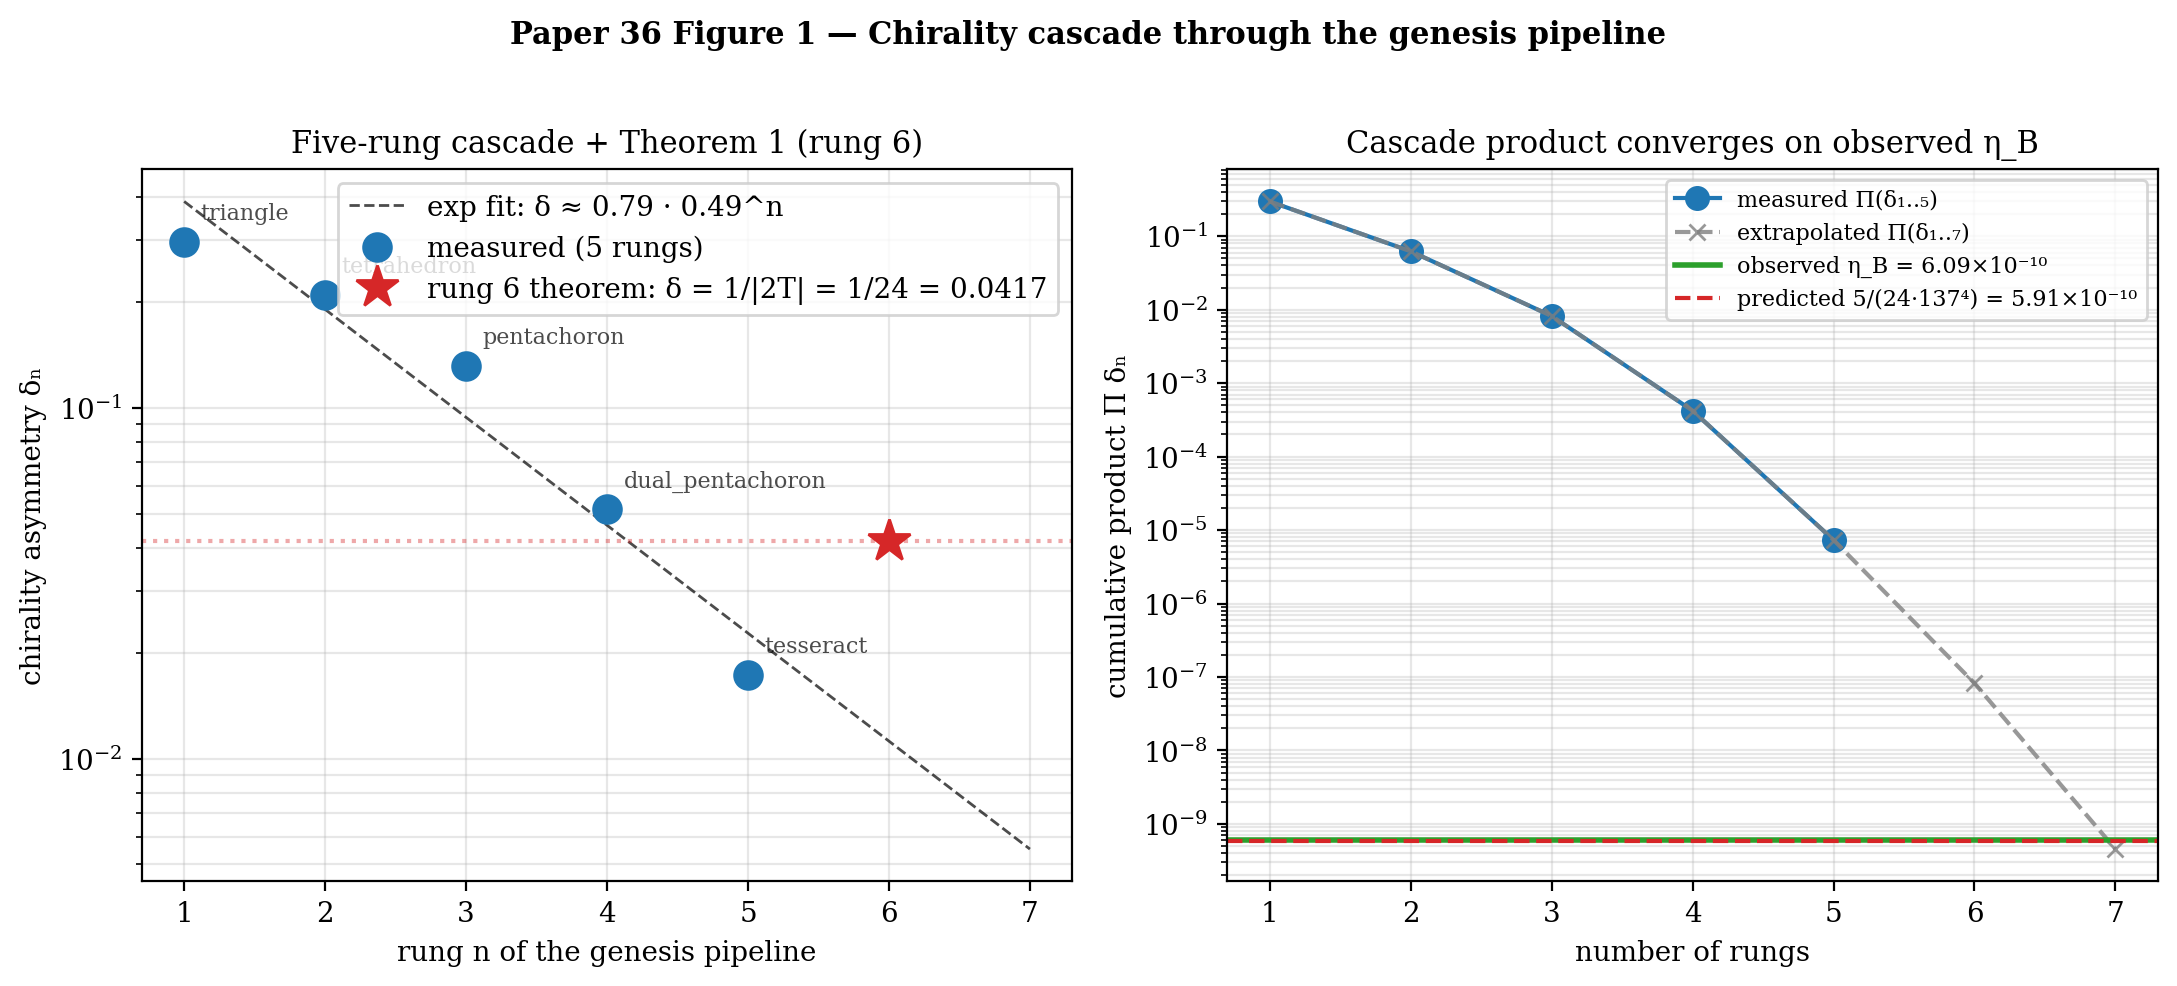 Paper 36 Figure 1 — Chirality cascade through the genesis pipeline
Five-rung cascade + Theorem 1 (rung 6)
chirality asymmetry δₙ
10⁻¹
10⁻²
triangle
tetrahedron
pentachoron
dual_pentachoron
tesseract
exp fit: δ ≈ 0.79 · 0.49^n
measured (5 rungs)
rung 6 theorem: δ = 1/|2T| = 1/24 = 0.0417
1 2 3 4 5 6 7
rung n of the genesis pipeline
Cascade product converges on observed η_B
cumulative product Π δₙ
10⁻¹
10⁻²
10⁻³
10⁻⁴
10⁻⁵
10⁻⁶
10⁻⁷
10⁻⁸
10⁻⁹
measured Π(δ₁..₅)
extrapolated Π(δ₁..₇)
observed η_B = 6.09×10⁻¹⁰
predicted 5/(24·137⁴) = 5.91×10⁻¹⁰
1 2 3 4 5 6 7
number of rungs